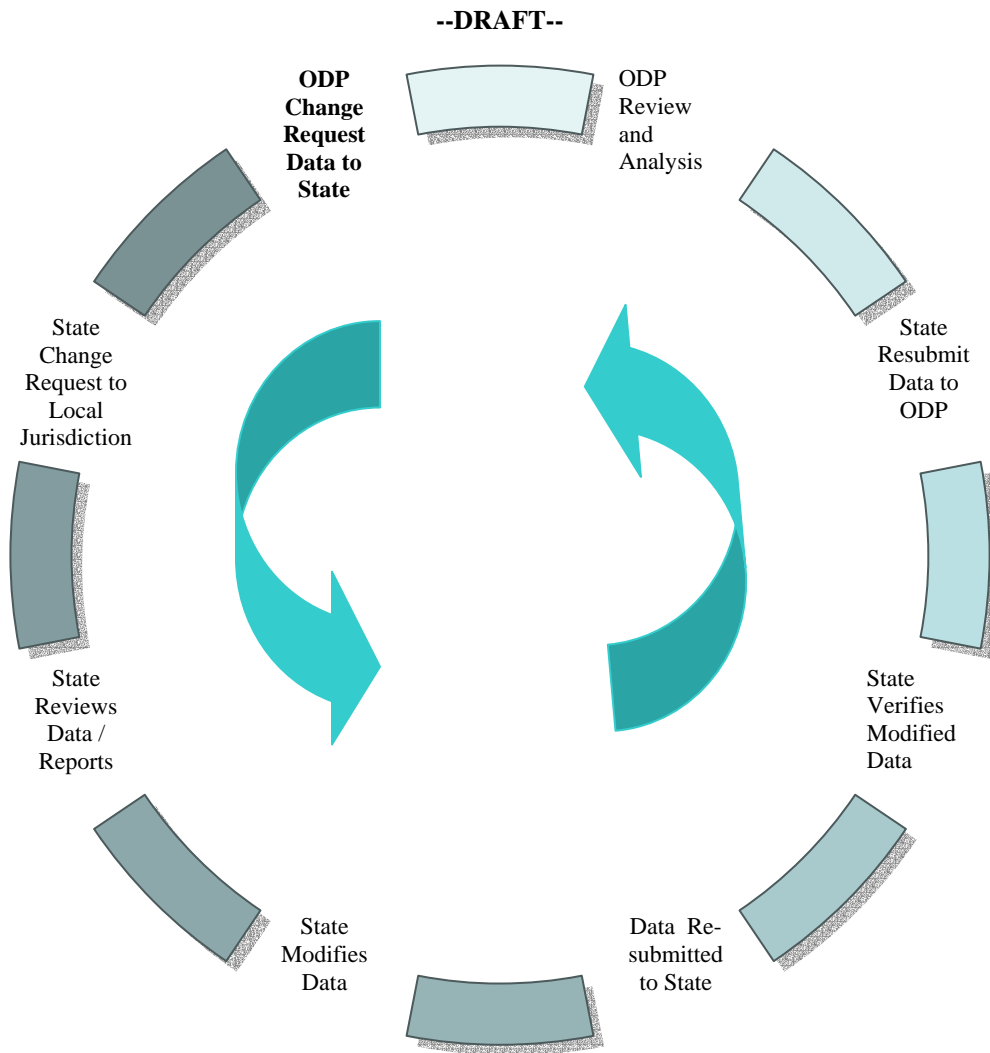 --DRAFT--
ODP
Change
Request
Data to
State
ODP
Review
and
Analysis
State
Change
Request to
Local
Jurisdiction
State
Resubmit
Data to
ODP
State
Reviews
Data /
Reports
State
Verifies
Modified
Data
State
Modifies
Data
Data Re-
submitted
to State